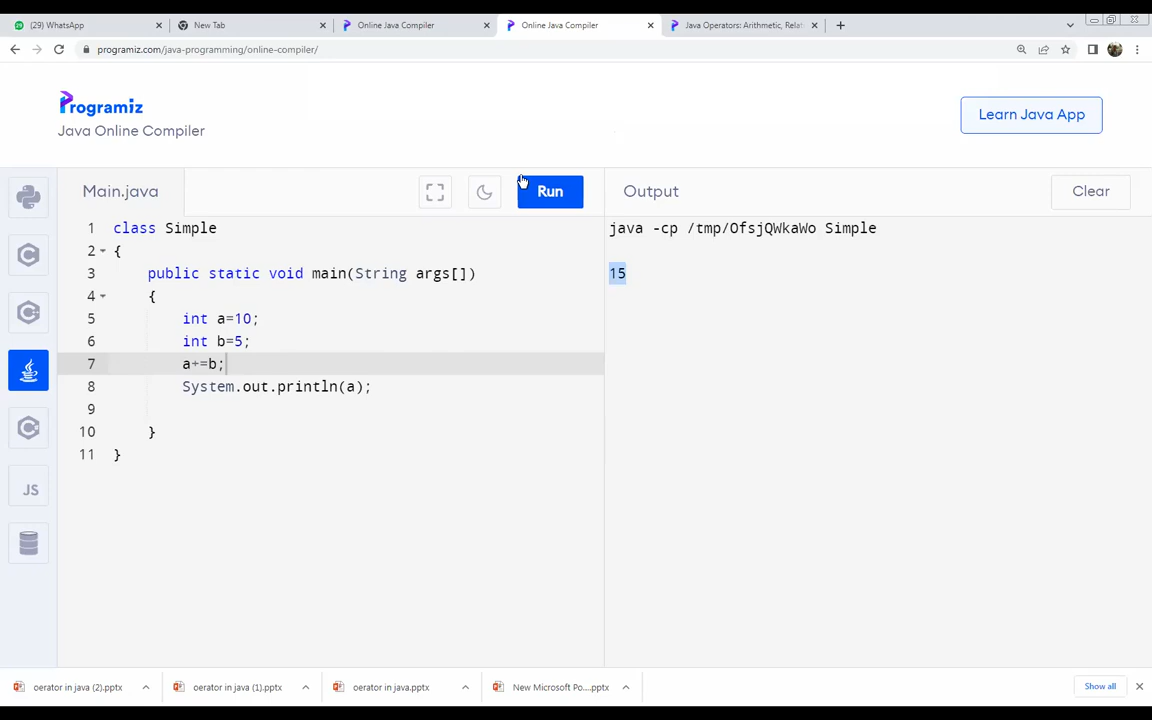 (29) WhatsApp
New Tab
Online Java Compiler
Online Java Compiler
Java Operators: Arithmetic, Relat
programiz.com/java-programming/online-compiler/
Programiz
Java Online Compiler
Learn Java App
Main.java
Run
Output
Clear
1 class Simple
2 {
3 public static void main(String args[])
4 {
5 int a=10;
6 int b=5;
7 a+=b;
8 System.out.println(a);
9
10 }
11 }
java -cp /tmp/OfsjQWkaWo Simple
15
JS
oerator in java (2).pptx
oerator in java (1).pptx
oerator in java.pptx
New Microsoft Po....pptx
Show all